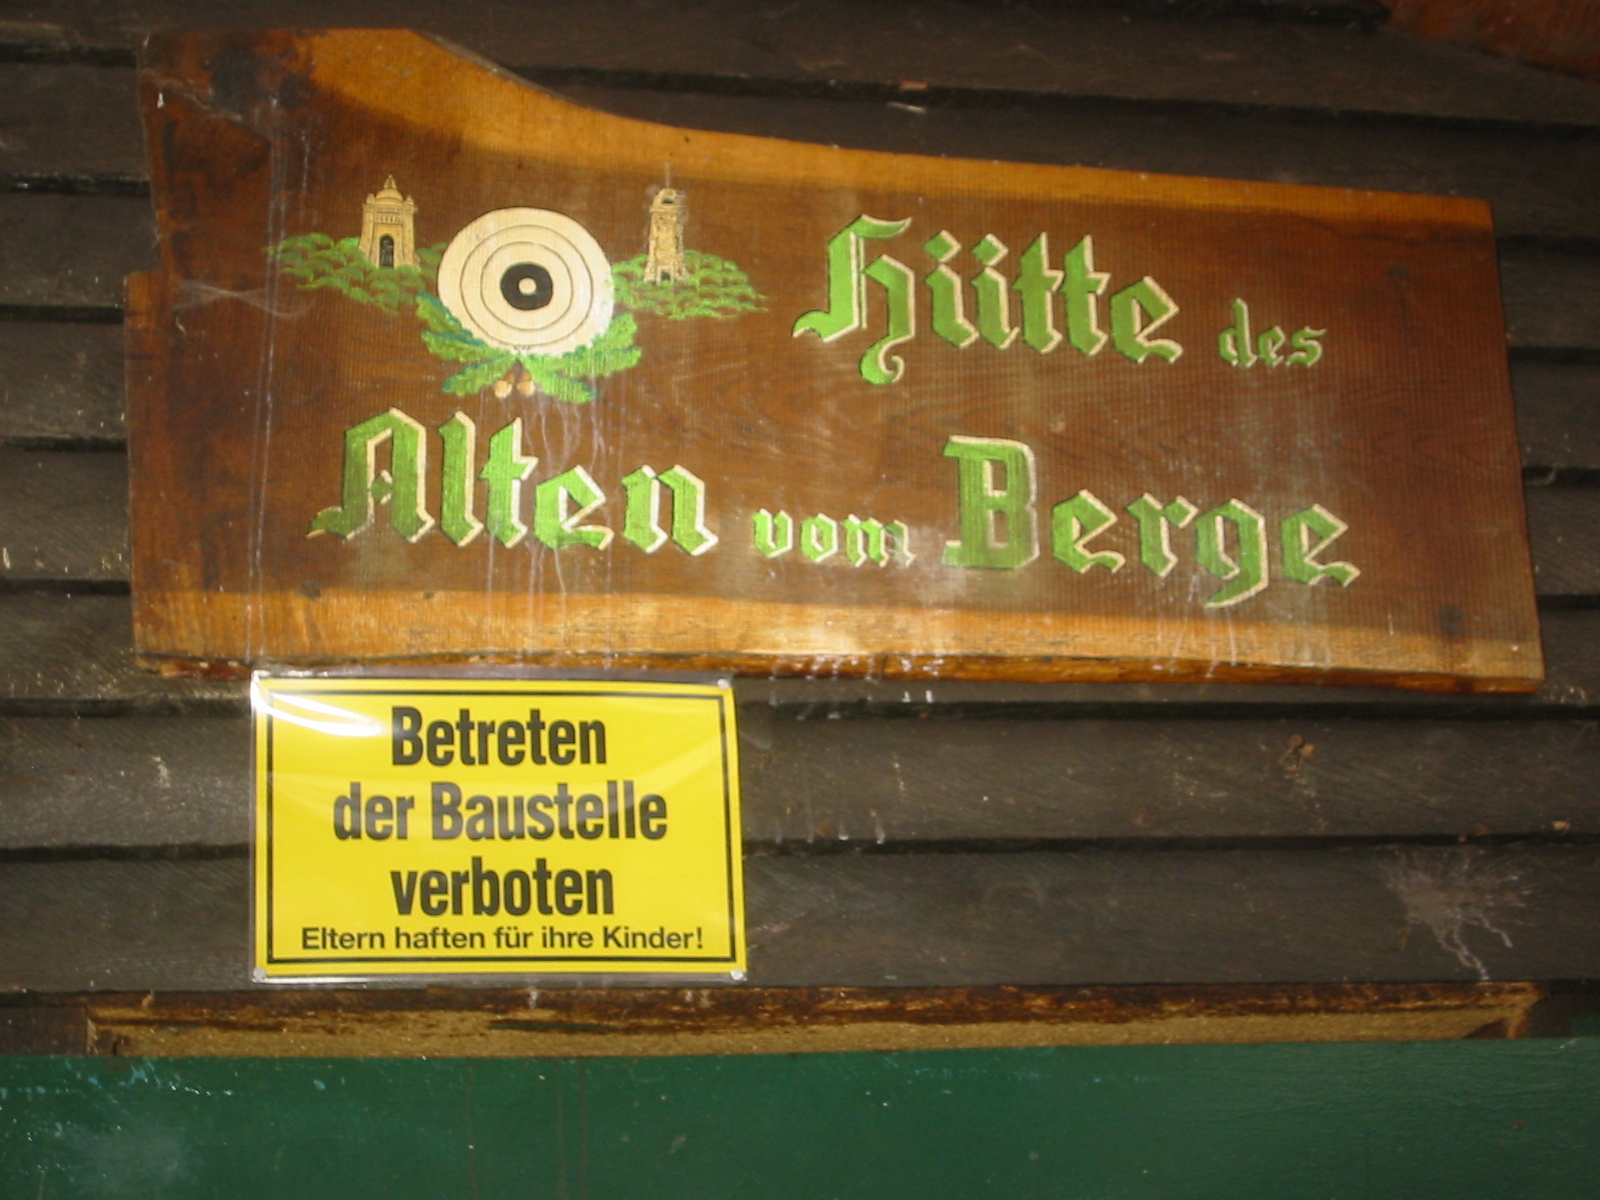 Hütte des
Alten vom Berge
Betreten
der Baustelle
verboten
Eltern haften für ihre Kinder!